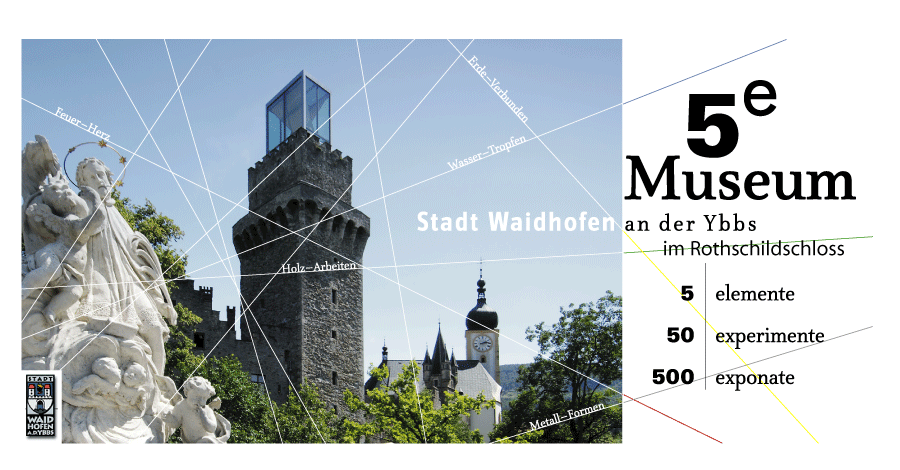 Feuer–Herz
Erde–Verbunden
Wasser–Tropfen
Holz–Arbeiten
Metall–Formen
5e
Museum
Stadt Waidhofen an der Ybbs
im Rothschildschloss
5 elemente
50 experimente
500 exponate
STADT
WAID
HOFEN
A.D.YBBS